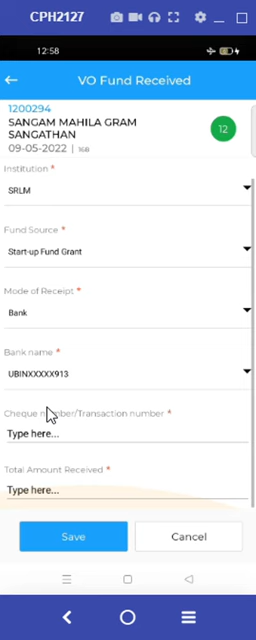 CPH2127
12:58
VO Fund Received
1200294
SANGAM MAHILA GRAM
SANGATHAN
12
09-05-2022 | 168
Institution *
SRLM
Fund Source *
Start-up Fund Grant
Mode of Receipt *
Bank
Bank name *
UBINXXXXX913
Cheque number/Transaction number *
Type here...
Total Amount Received *
Type here...
Save
Cancel